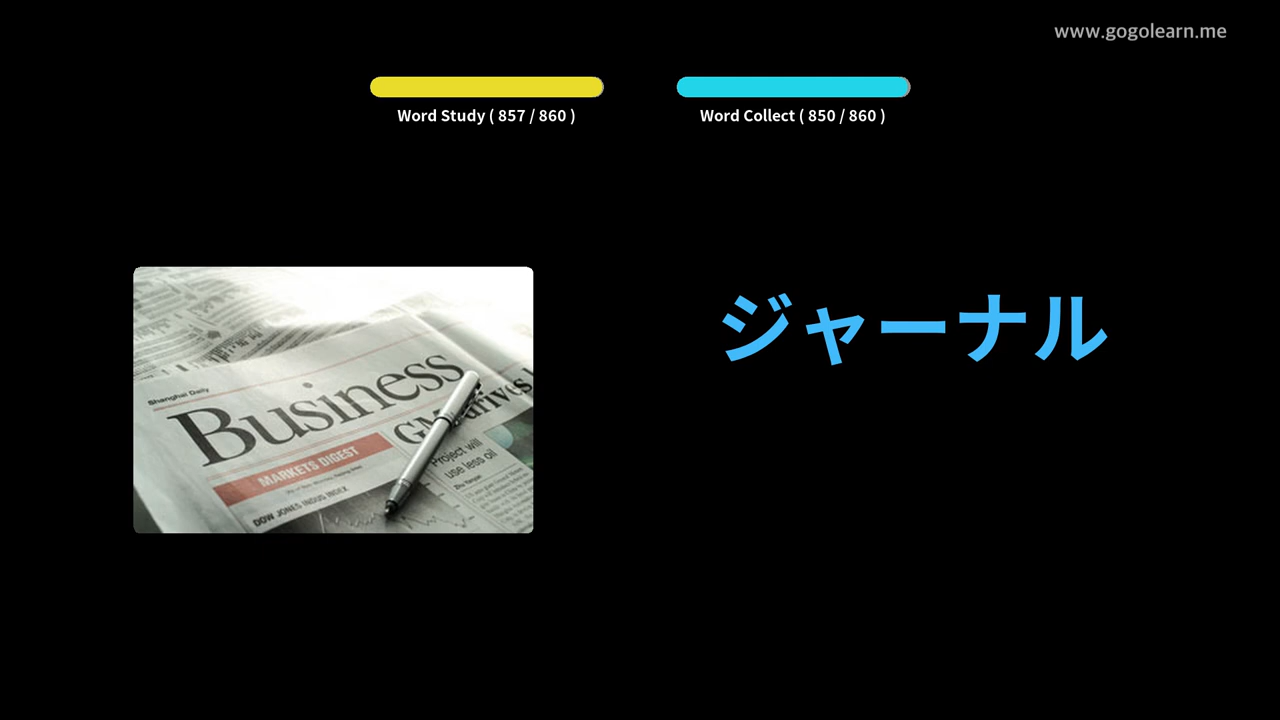 www.gogolearn.me
Word Study ( 857 / 860 )
Word Collect ( 850 / 860 )
ジャーナル
Shanghai Daily
Business
MARKETS DIGEST
DOW JONES INDUS INDEX
Project will
use less oil